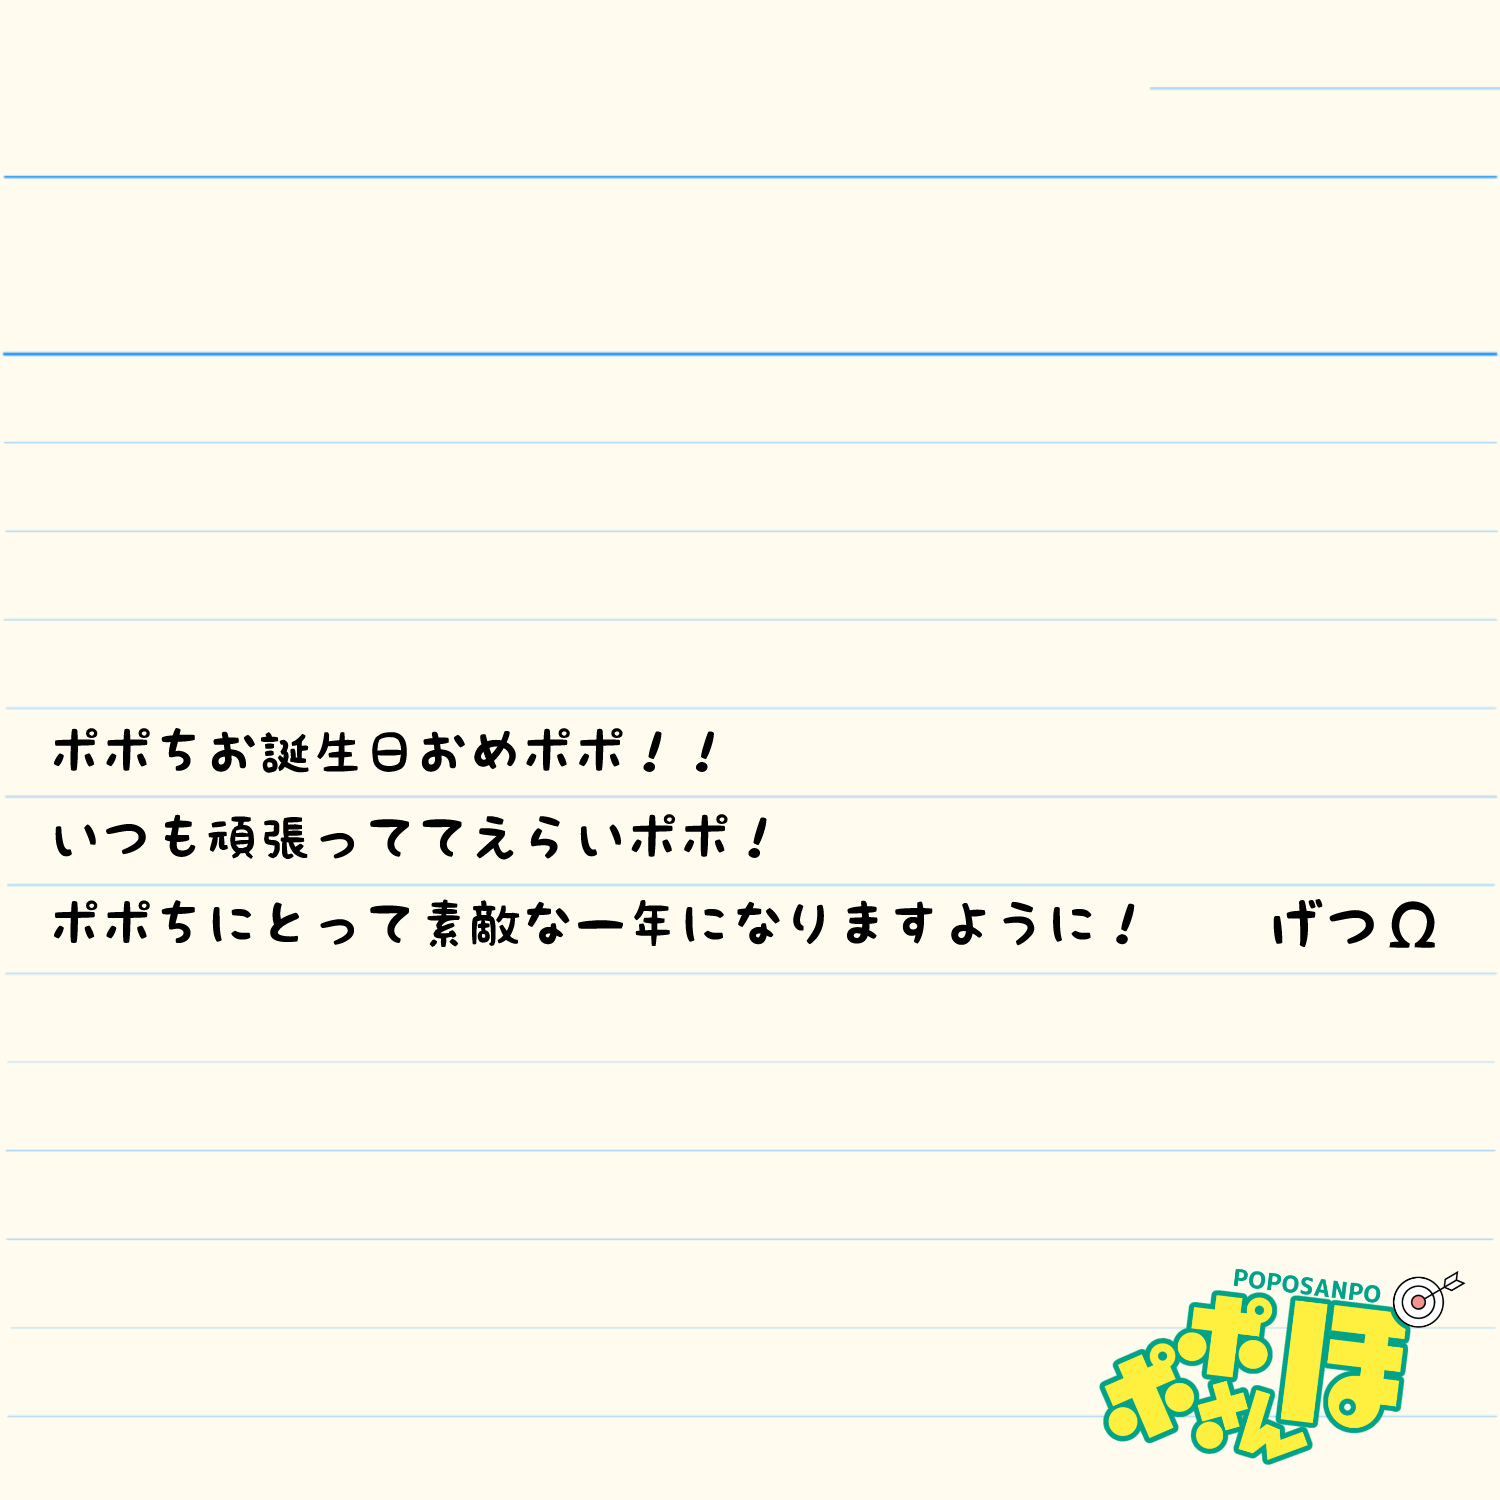 ポポちお誕生日おめポポ！！
いつも頑張っててえらいポポ！
ポポちにとって素敵な一年になりますように！　げつΩ
POPOSANPO
ポポさんぽ